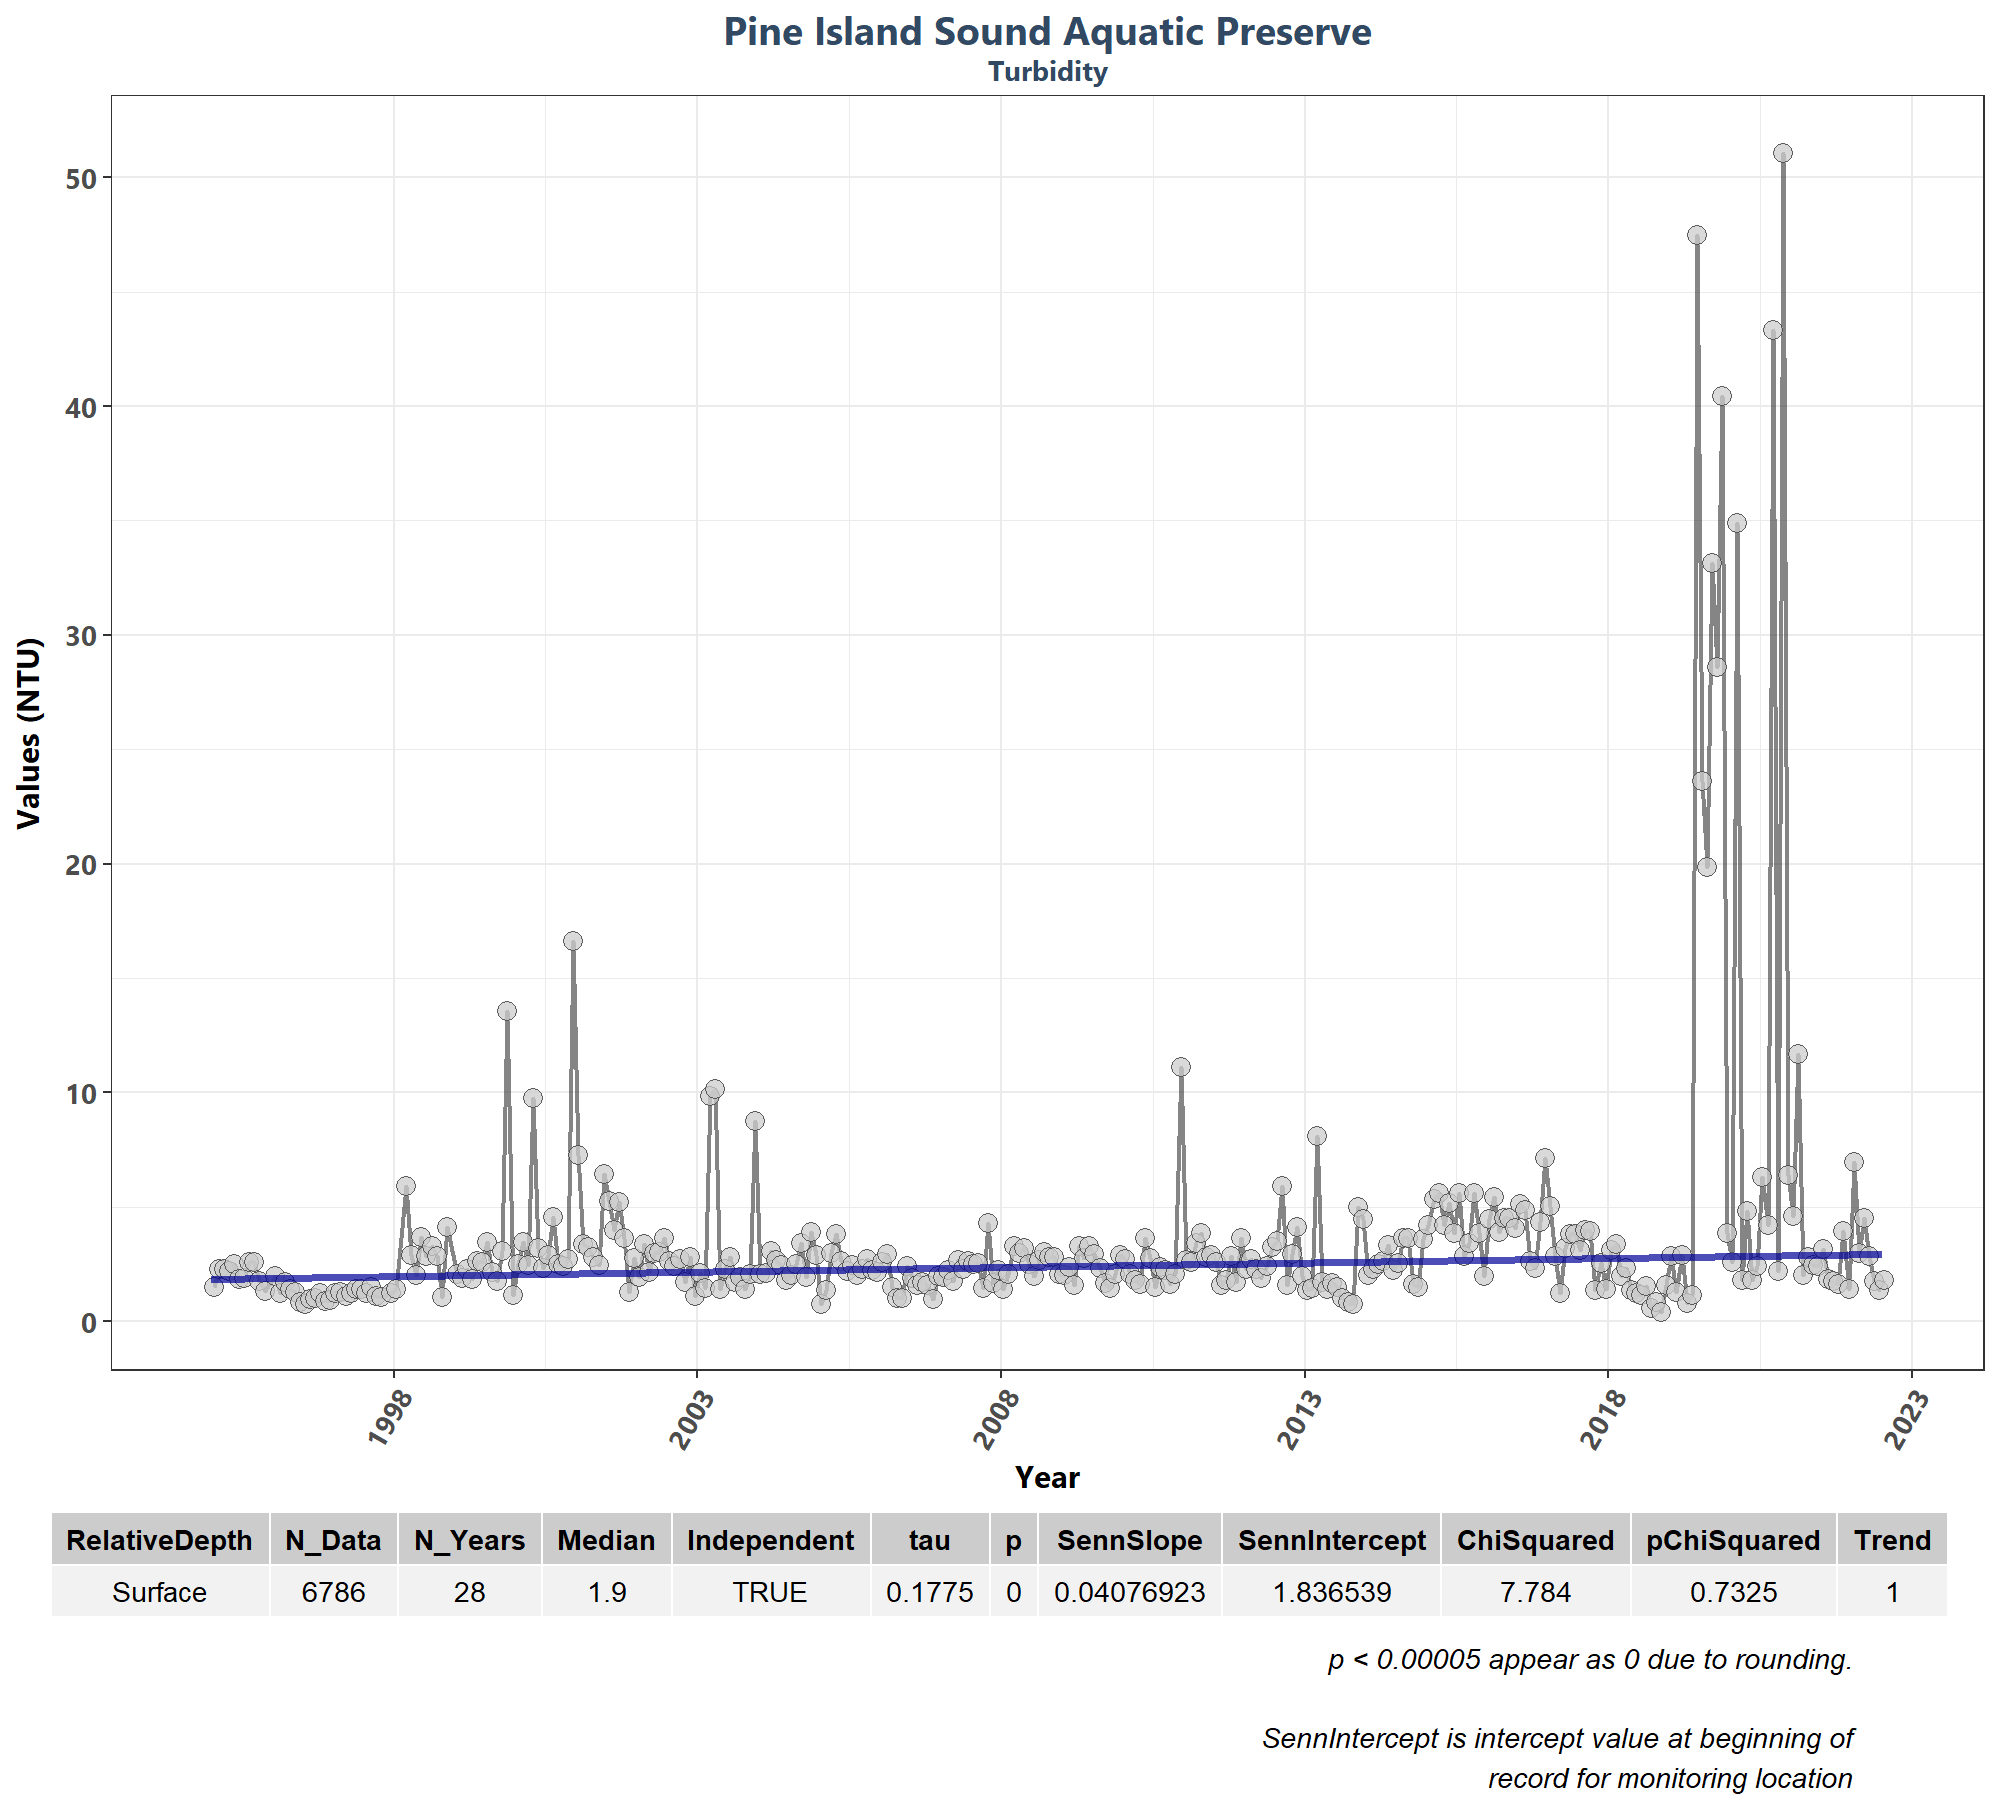 Pine Island Sound Aquatic Preserve
Turbidity
Values (NTU)
50
40
30
20
10
0
1998 2003 2008 2013 2018 2023
Year
RelativeDepth N_Data N_Years Median Independent tau p SennSlope SennIntercept ChiSquared pChiSquared Trend
Surface 6786 28 1.9 TRUE 0.1775 0 0.04076923 1.836539 7.784 0.7325 1
p < 0.00005 appear as 0 due to rounding.
SennIntercept is intercept value at beginning of
record for monitoring location